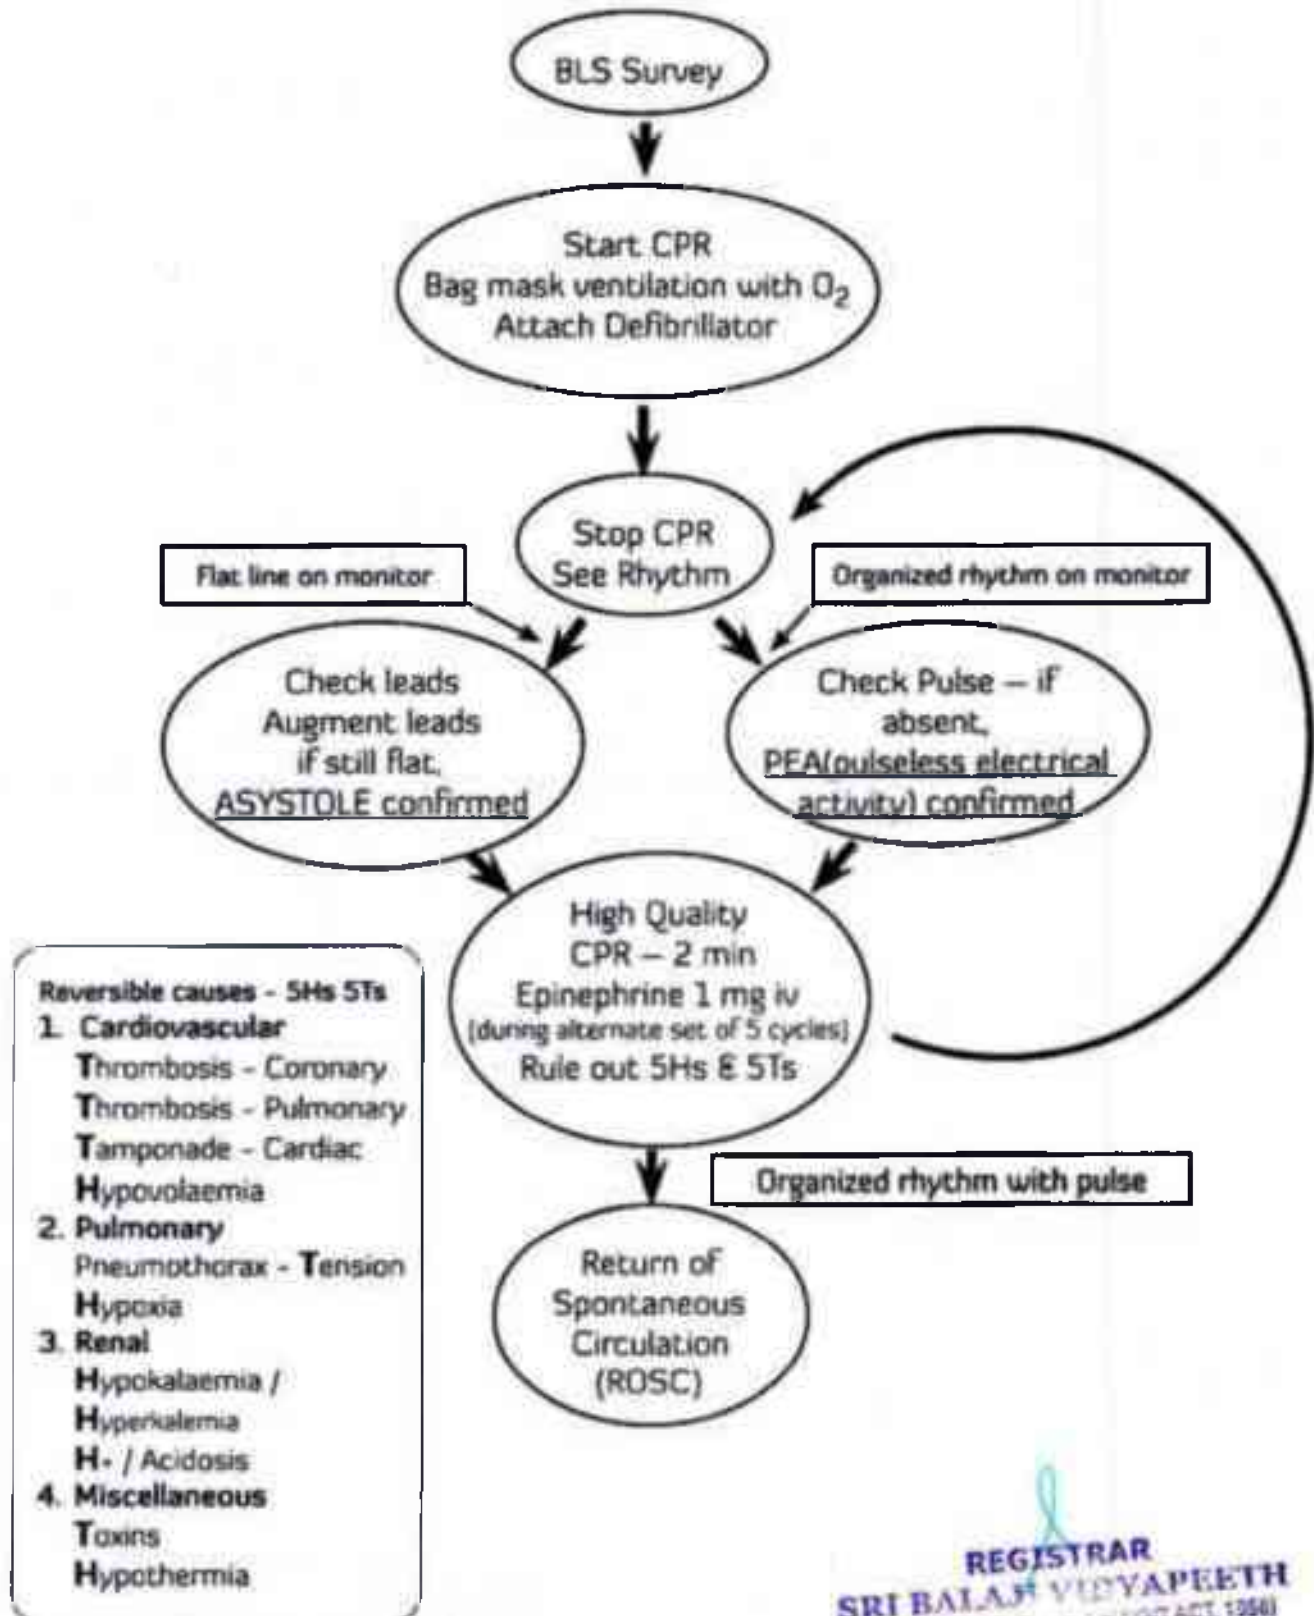 BLS Survey
Start CPR
Bag mask ventilation with O₂
Attach Defibrillator
Stop CPR
See Rhythm
Flat line on monitor
Organized rhythm on monitor
Check leads
Augment leads
if still flat,
ASYSTOLE confirmed
Check Pulse – if
absent,
PEA(pulseless electrical
activity) confirmed
High Quality
CPR – 2 min
Epinephrine 1 mg iv
(during alternate set of 5 cycles)
Rule out 5Hs & 5Ts
Organized rhythm with pulse
Return of
Spontaneous
Circulation
(ROSC)
Reversible causes - 5Hs 5Ts
1. Cardiovascular
Thrombosis - Coronary
Thrombosis - Pulmonary
Tamponade - Cardiac
Hypovolaemia
2. Pulmonary
Pneumothorax - Tension
Hypoxia
3. Renal
Hypokalaemia /
Hyperkalemia
H+ / Acidosis
4. Miscellaneous
Toxins
Hypothermia
REGISTRAR
SRI BALAJI VIDYAPEETH
ACT, 1956)